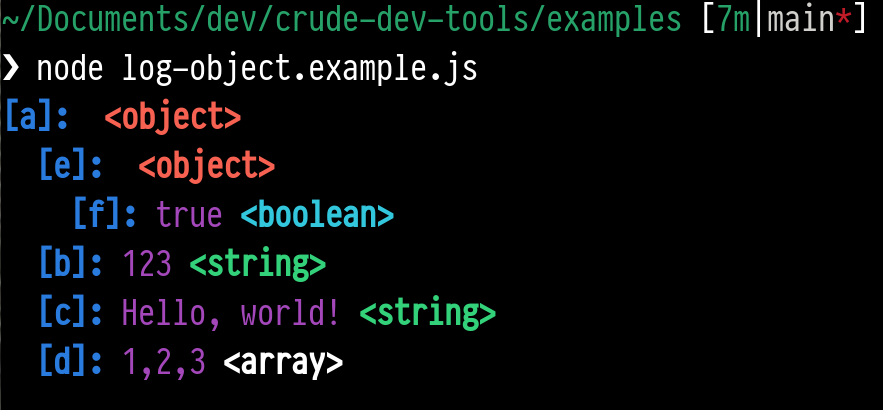 ~/Documents/dev/crude-dev-tools/examples [7m|main*]
❯ node log-object.example.js
[a]:  <object>
  [e]:  <object>
    [f]: true <boolean>
  [b]: 123 <string>
  [c]: Hello, world! <string>
  [d]: 1,2,3 <array>